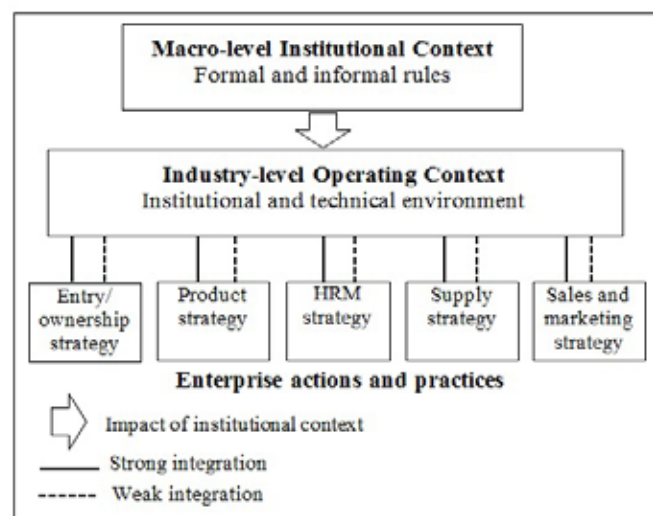 Macro-level Institutional Context
Formal and informal rules
Industry-level Operating Context
Institutional and technical environment
Entry/
ownership
strategy
Product
strategy
HRM
strategy
Supply
strategy
Sales and
marketing
strategy
Enterprise actions and practices
Impact of institutional context
Strong integration
Weak integration